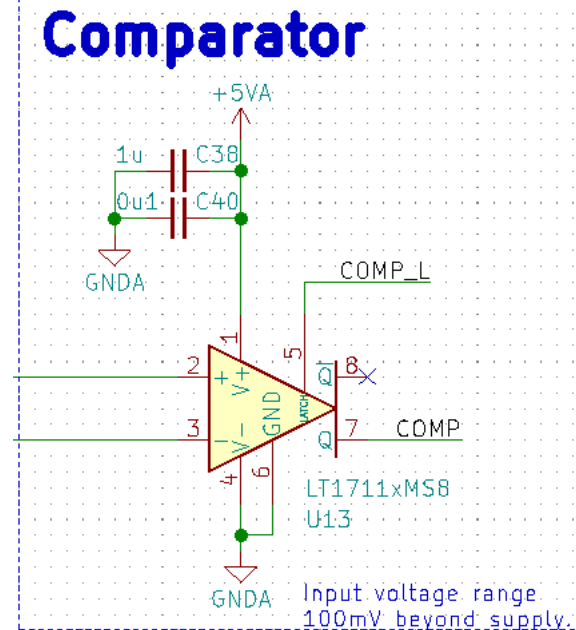 Comparator
+5VA
1u C38
0u1 C40
GNDA
COMP_L
1
5
2 + V+ Q 8
LATCH
GND
3 - V- Q 7 COMP
4 6
LT1711xMS8
U13
GNDA
Input voltage range
100mV beyond supply.